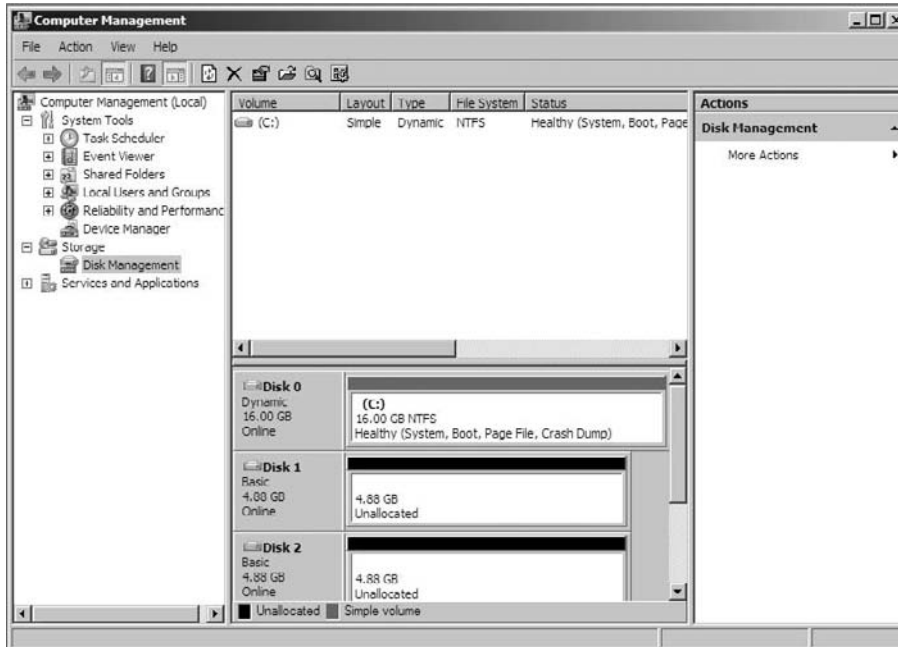 Computer Management
File Action View Help
Computer Management (Local)
System Tools
Task Scheduler
Event Viewer
Shared Folders
Local Users and Groups
Reliability and Performanc
Device Manager
Storage
Disk Management
Services and Applications
Volume Layout Type File System Status
(C:) Simple Dynamic NTFS Healthy (System, Boot, Page
Disk 0
Dynamic
16.00 GB
Online
(C:)
16.00 GB NTFS
Healthy (System, Boot, Page File, Crash Dump)
Disk 1
Basic
4.88 GB
Online
4.88 GB
Unallocated
Disk 2
Basic
4.88 GB
Online
4.88 GB
Unallocated
Unallocated Simple volume
Actions
Disk Management
More Actions